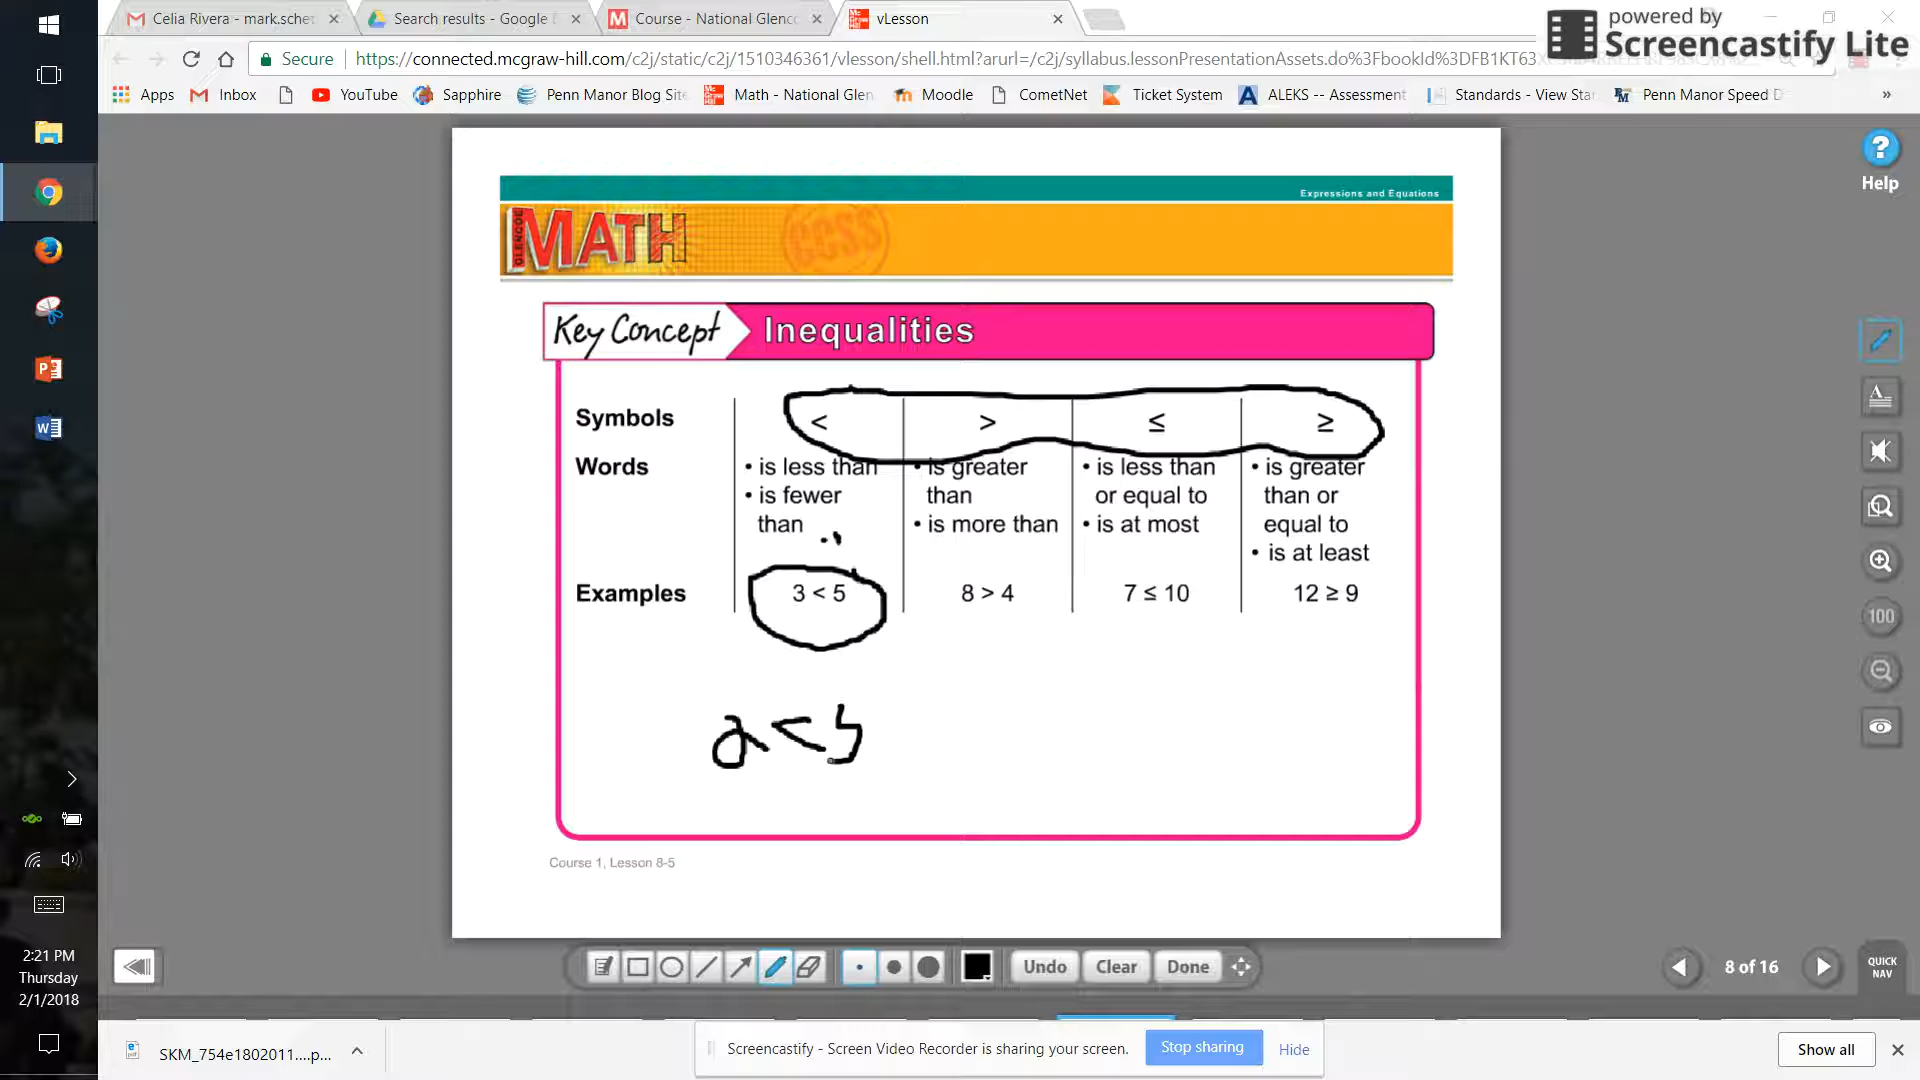 Celia Rivera - mark.schet
Search results - Google
Course - National Glenco
vLesson
powered by
Screencastify Lite
Secure
https://connected.mcgraw-hill.com/c2j/static/c2j/1510346361/vlesson/shell.html?arurl=/c2j/syllabus.lessonPresentationAssets.do%3FbookId%3DFB1KT63
Apps Inbox YouTube Sapphire Penn Manor Blog Site Math - National Glen Moodle CometNet Ticket System ALEKS -- Assessment Standards - View Star Penn Manor Speed D »
Help
Expressions and Equations
GLENCOE MATH CCSS
Key Concept Inequalities
Symbols < > ≤ ≥
Words
• is less than
• is fewer
than
• is greater
than
• is more than
• is less than
or equal to
• is at most
• is greater
than or
equal to
• is at least
Examples 3 < 5 8 > 4 7 ≤ 10 12 ≥ 9
a < 5
Course 1, Lesson 8-5
100
2:21 PM
Thursday
2/1/2018
Undo Clear Done
8 of 16
QUICK
NAV
SKM_754e1802011....p...
Screencastify - Screen Video Recorder is sharing your screen.
Stop sharing
Hide
Show all